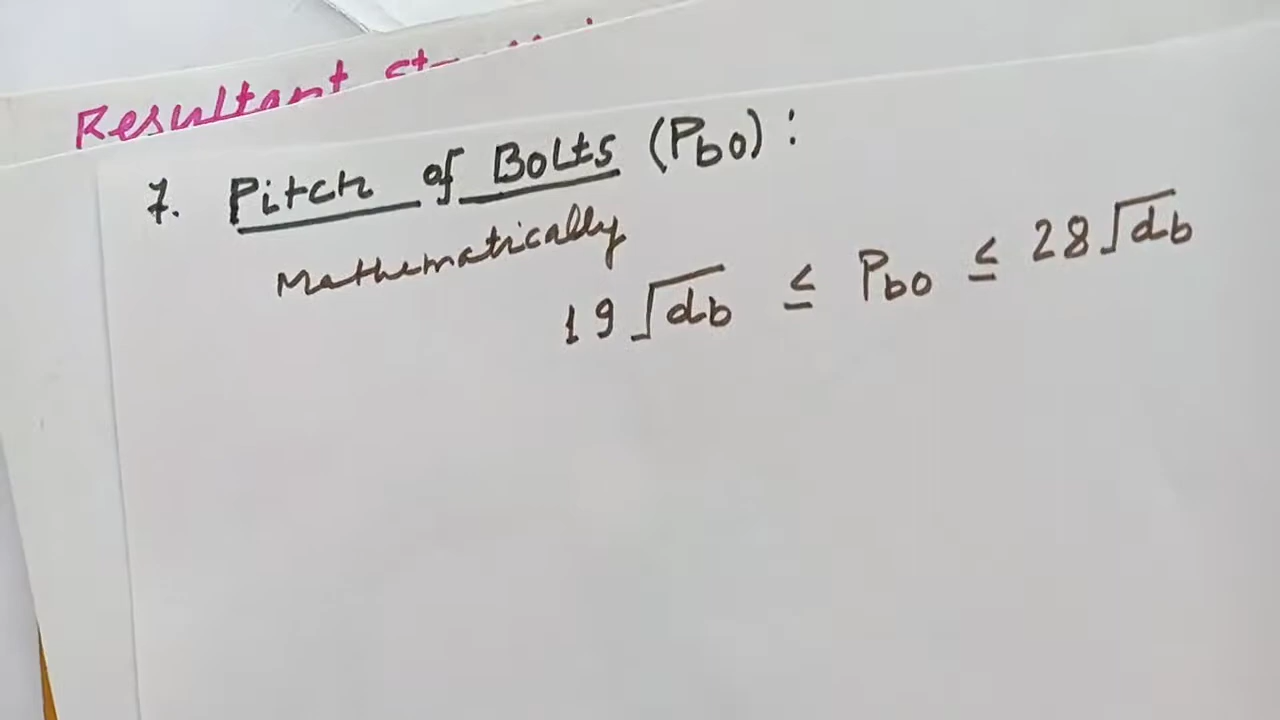 Resultant
7. Pitch of Bolts (Pbo) :
Mathematically
19√db ≤ Pbo ≤ 28√db